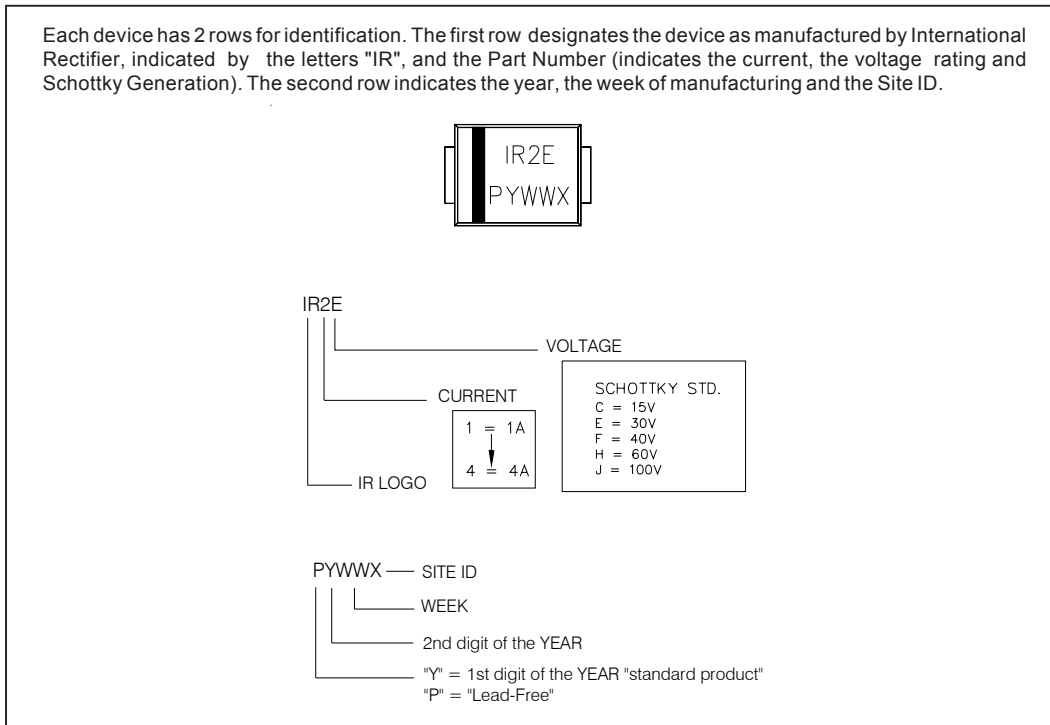 Each device has 2 rows for identification. The first row designates the device as manufactured by International
Rectifier, indicated by the letters "IR", and the Part Number (indicates the current, the voltage rating and
Schottky Generation). The second row indicates the year, the week of manufacturing and the Site ID.
IR2E
PYWWX
IR2E
VOLTAGE
SCHOTTKY STD.
C = 15V
E = 30V
F = 40V
H = 60V
J = 100V
CURRENT
1 = 1A
4 = 4A
IR LOGO
PYWWX
SITE ID
WEEK
2nd digit of the YEAR
"Y" = 1st digit of the YEAR "standard product"
"P" = "Lead-Free"